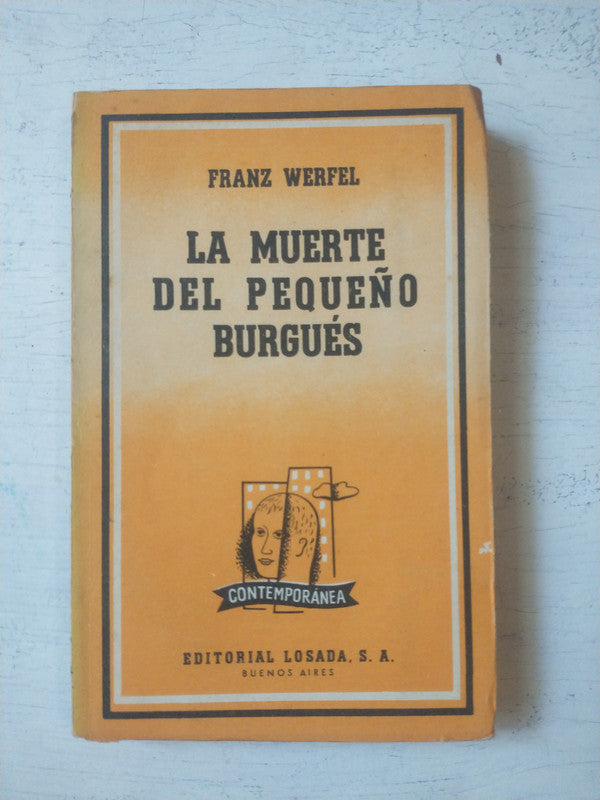 FRANZ WERFEL
LA MUERTE
DEL PEQUEÑO
BURGUÉS
CONTEMPORÁNEA
EDITORIAL LOSADA, S. A.
BUENOS AIRES